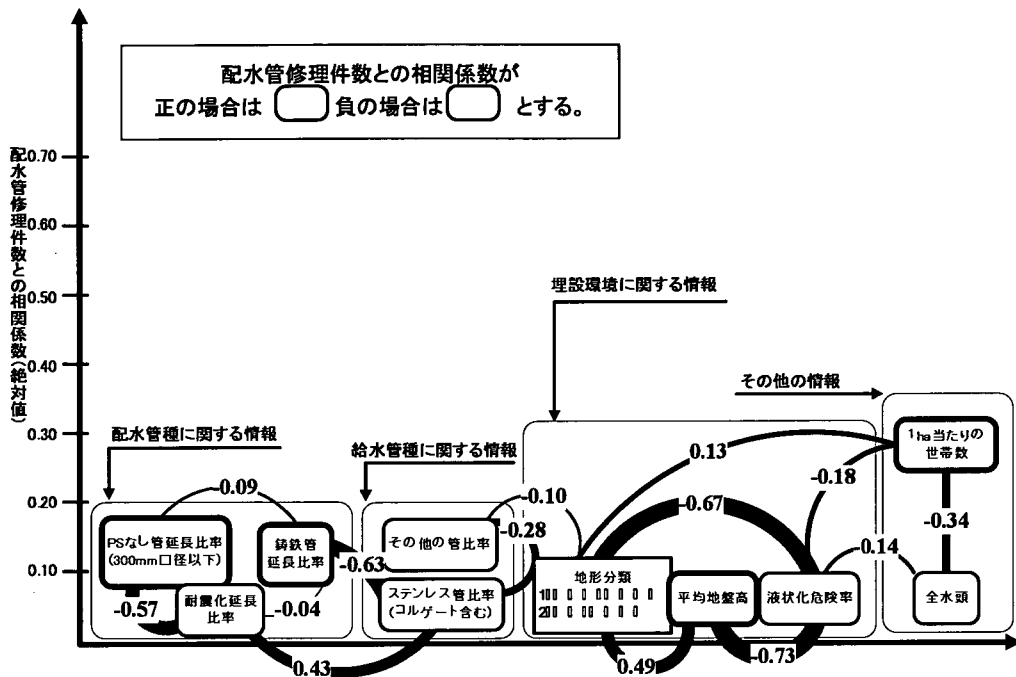 配水管修理件数との相関係数が
正の場合は 負の場合は とする。
配水管修理件数との相関係数(絶対値)
0.70
0.60
0.50
0.40
0.30
0.20
0.10
埋設環境に関する情報
その他の情報
配水管種に関する情報
給水管種に関する情報
1ha当たりの
世帯数
0.13
-0.18
-0.09
-0.10
-0.67
-0.28
-0.34
PSなし管延長比率
(300mm口径以下)
鋳鉄管
延長比率
-0.63
その他の管比率
0.14
地形分類
ステンレス管比率
(コルゲート含む)
平均地盤高
液状化危険率
全水頭
-0.57
耐震化延長
比率
-0.04
0.43
0.49
-0.73